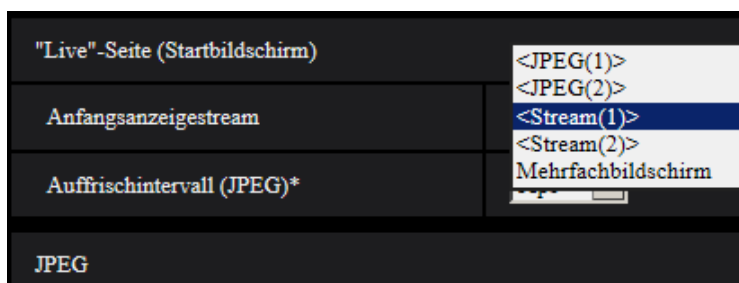 "Live"-Seite (Startbildschirm)
<JPEG(1)>
<JPEG(2)>
Anfangsanzeigestream
<Stream(1)>
<Stream(2)>
Mehrfachbildschirm
Auffrischintervall (JPEG)*
JPEG